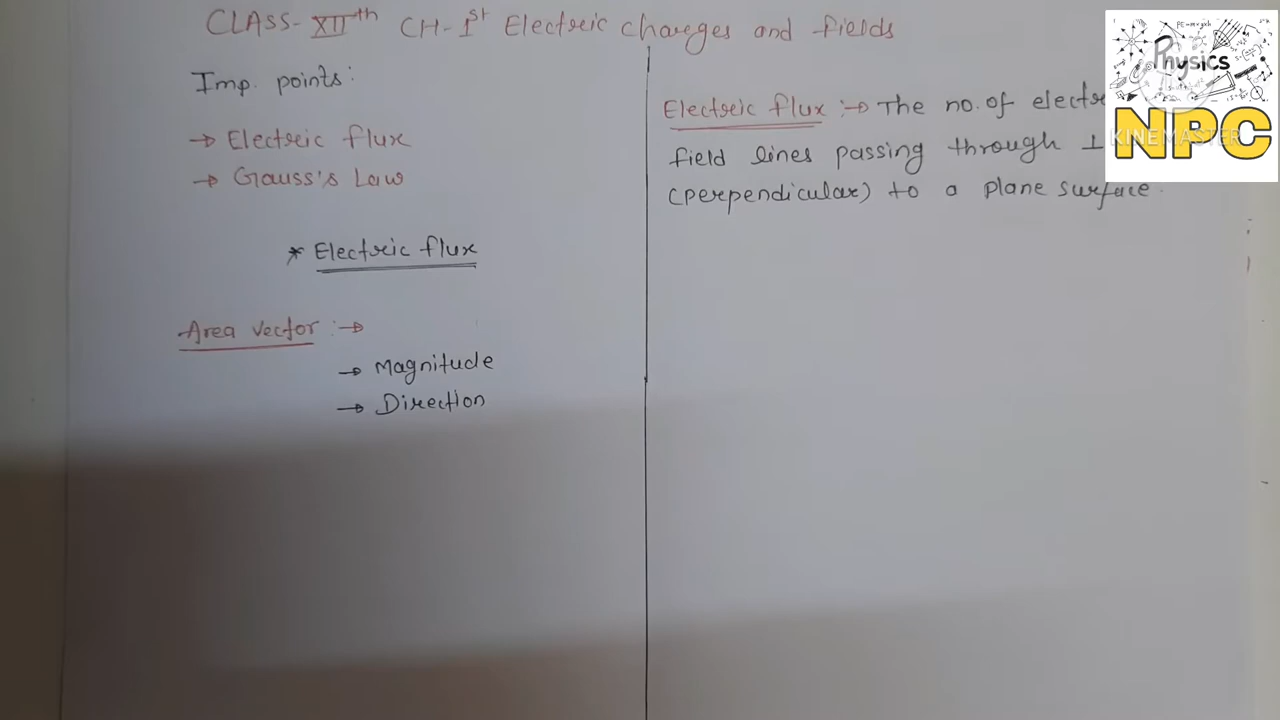 CLASS-XIIth CH-1st Electric charges and fields
Imp. points:
→ Electric flux
→ Gauss's Law
* Electric flux
Area vector :→
→ Magnitude
→ Direction
Electric flux :→ The no. of electr
field lines passing through ⊥
(perpendicular) to a plane surface.
Physics
KINEMASTER
NPC